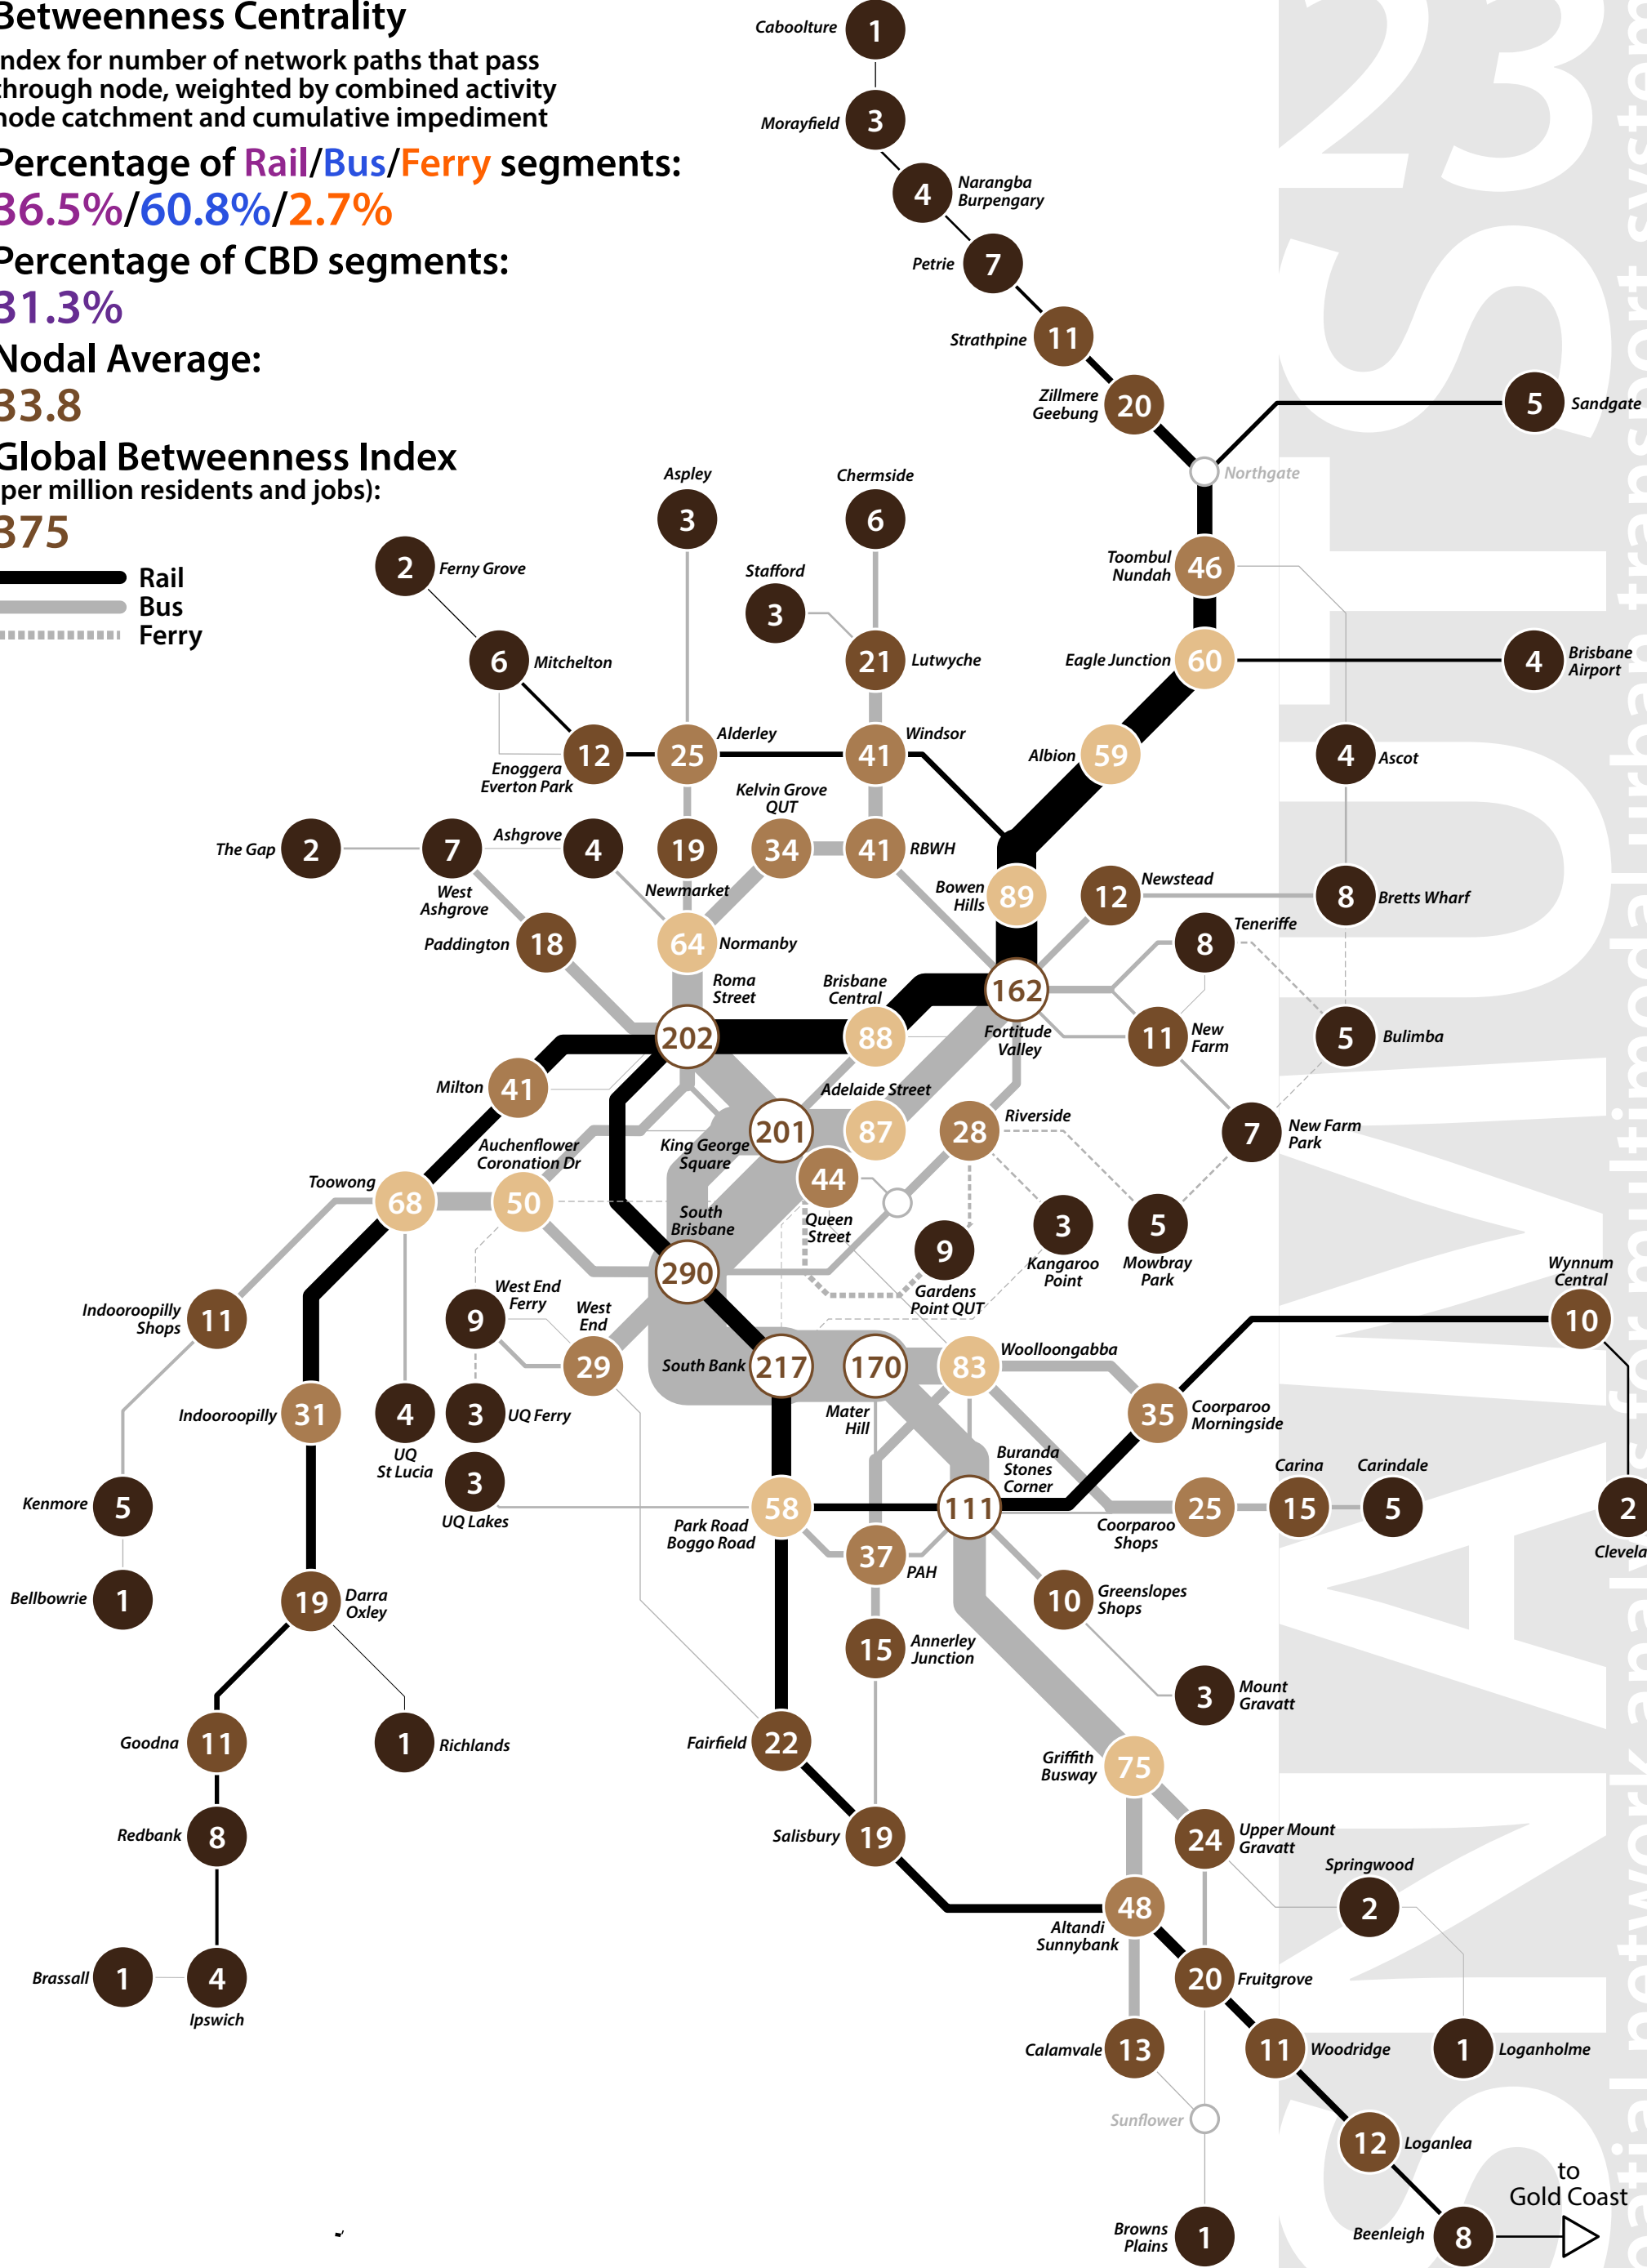 Betweenness Centrality
Index for number of network paths that pass
through node, weighted by combined activity
node catchment and cumulative impediment
Percentage of Rail/Bus/Ferry segments:
36.5%/60.8%/2.7%
Percentage of CBD segments:
31.3%
Nodal Average:
33.8
Global Betweenness Index
(per million residents and jobs):
375
Rail
Bus
Ferry
23
Caboolture 1
Morayfield 3
4 Narangba
Burpengary
Petrie 7
Strathpine 11
Zillmere
Geebung 20
5 Sandgate
Northgate
Aspley
3
Chermside
6
2 Ferny Grove
Stafford
3
Toombul
Nundah 46
6 Mitchelton
21 Lutwyche
Eagle Junction 60
4 Brisbane
Airport
12
Enoggera
Everton Park
25 Alderley
41 Windsor
Albion 59
4 Ascot
Kelvin Grove
QUT
34
The Gap 2
7
West
Ashgrove
Ashgrove 4
19
Newmarket
41 RBWH
Bowen
Hills 89
12 Newstead
8 Bretts Wharf
Paddington 18
64 Normanby
Teneriffe
8
Roma
Street
202
Brisbane
Central
88
162
Fortitude
Valley
11 New
Farm
5 Bulimba
Milton 41
Adelaide Street
87
King George
Square
201
28 Riverside
7 New Farm
Park
Auchenflower
Coronation Dr
50
Toowong 68
44
Queen
Street
South
Brisbane
290
9
Gardens
Point QUT
3
Kangaroo
Point
5
Mowbray
Park
Wynnum
Central
10
Indooroopilly
Shops 11
West End
Ferry
9
West
End
29
South Bank 217
170
Mater
Hill
83 Woolloongabba
Indooroopilly 31
4
UQ
St Lucia
3 UQ Ferry
35 Coorparoo
Morningside
3
UQ Lakes
Kenmore 5
58
Park Road
Boggo Road
Buranda
Stones
Corner
111
25
Coorparoo
Shops
Carina
15
Carindale
5
2
Clevela
37
PAH
Bellbowrie 1
19 Darra
Oxley
10 Greenslopes
Shops
15 Annerley
Junction
3 Mount
Gravatt
Goodna 11
1 Richlands
Fairfield 22
Griffith
Busway 75
Redbank 8
Salisbury 19
24 Upper Mount
Gravatt
Springwood
2
48
Altandi
Sunnybank
Brassall 1
4
Ipswich
20 Fruitgrove
Calamvale 13
11 Woodridge
1 Loganholme
Sunflower
12 Loganlea
to
Gold Coast
Browns
Plains 1
Beenleigh 8